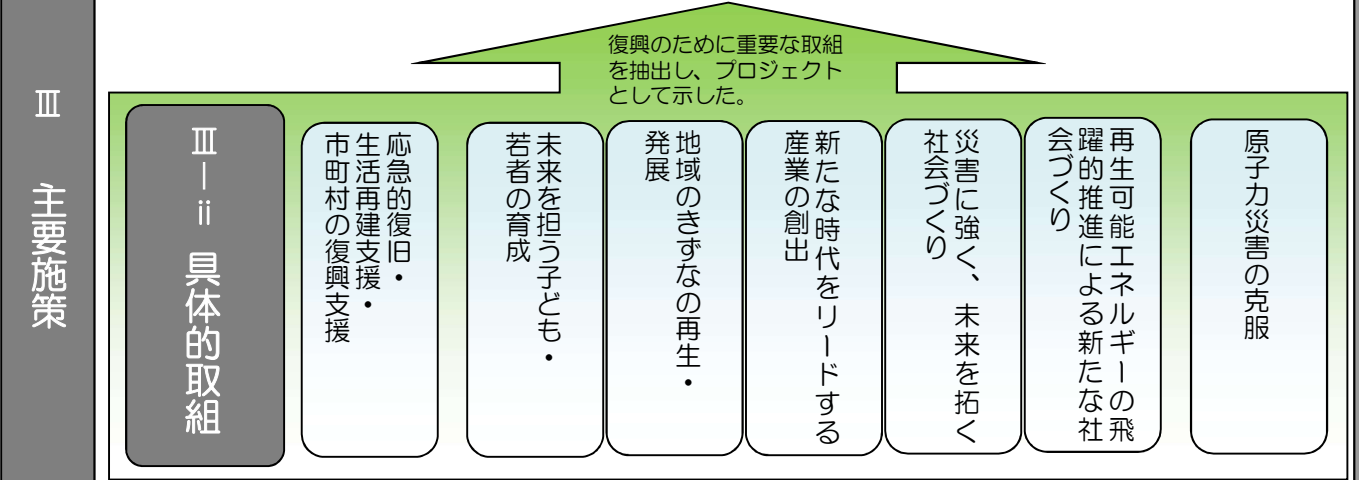 Ⅲ 主要施策
復興のために重要な取組
を抽出し、プロジェクト
として示した。
Ⅲ―ⅱ 具体的取組
応急的復旧・
生活再建支援・
市町村の復興支援
未来を担う子ども・
若者の育成
地域のきずなの再生・
発展
新たな時代をリードする
産業の創出
災害に強く、未来を拓く
社会づくり
再生可能エネルギーの飛
躍的推進による新たな社
会づくり
原子力災害の克服